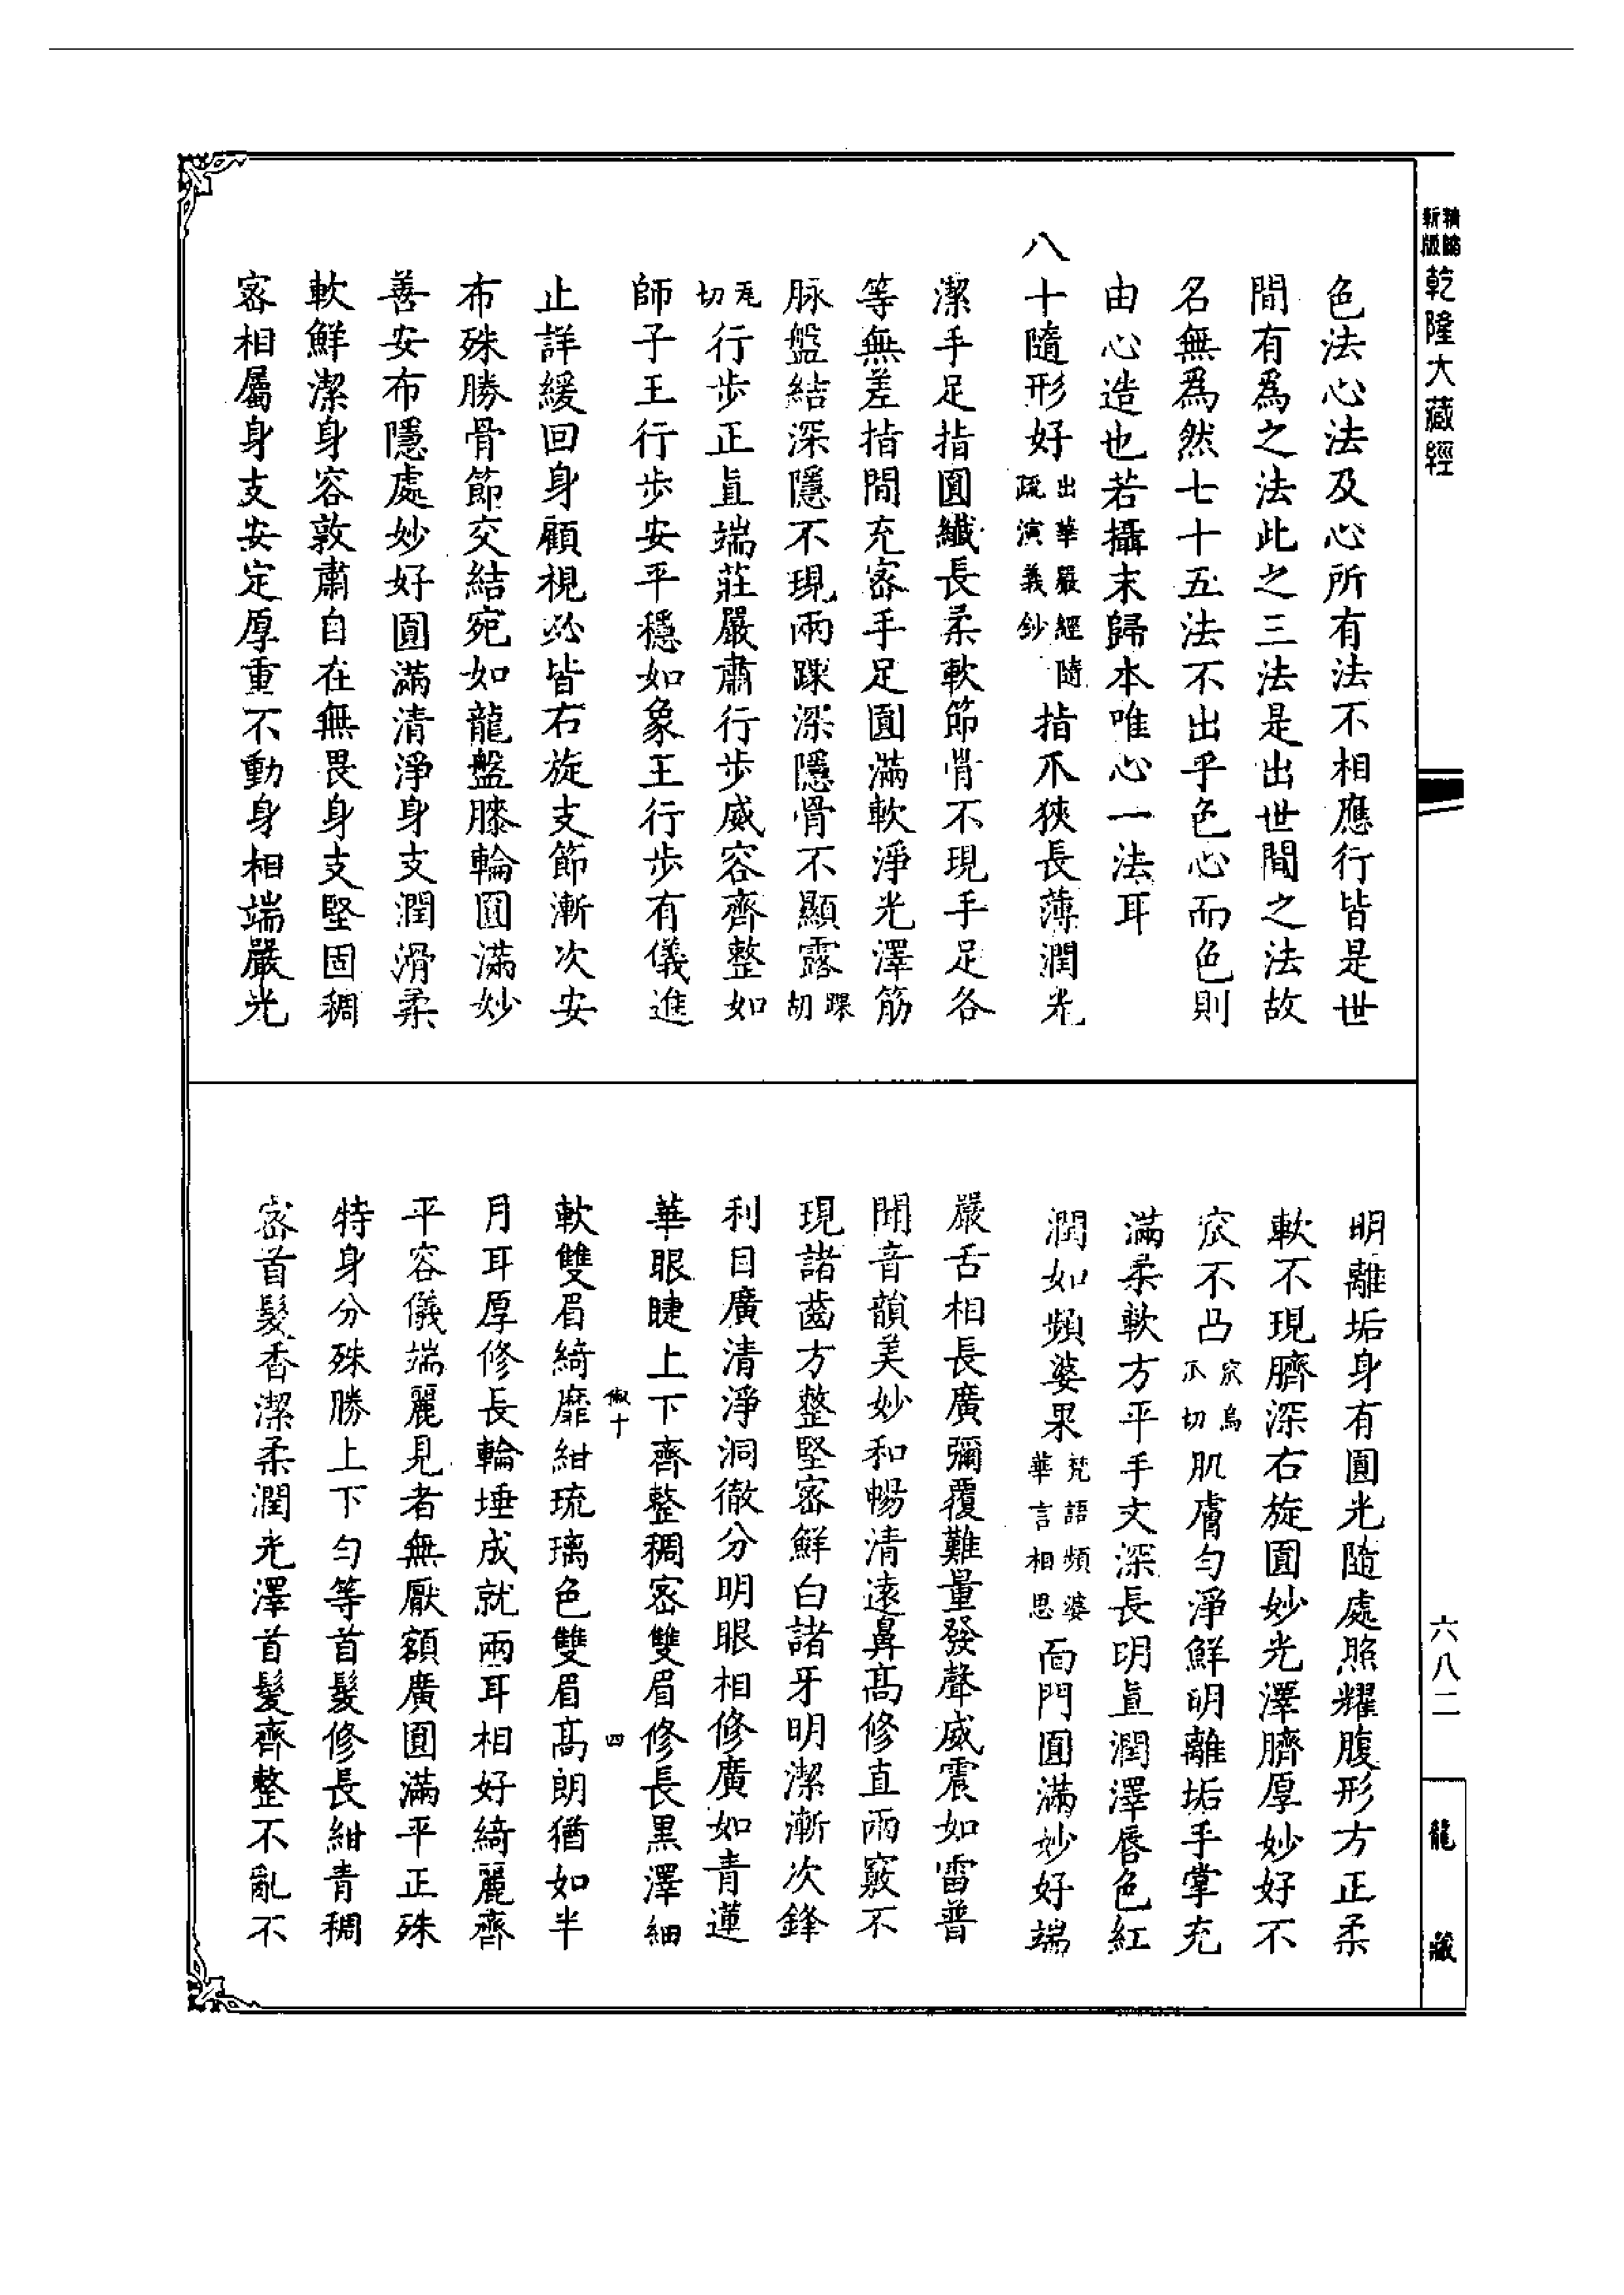 新版 精縮 乾隆大藏經
色法心法及心所有法不相應行皆是世
間有爲之法此之三法是出世間之法故
名無爲然七十五法不出乎色心而色則
由心造也若攝末歸本唯心一法耳
八十隨形好出華嚴經隨疏演義鈔指爪狹長薄潤光
潔手足指圓纖長柔軟節骨不現手足各
等無差指間充密手足圓滿軟淨光澤筋
脉盤結深隱不現兩踝深隱骨不顯露踝胡
瓦切行步正直端莊嚴肅行步威容齊整如
師子王行步安平穩如象王行步有儀進
止詳緩回身顧視必皆右旋支節漸次安
布殊勝骨節交結宛如龍盤膝輪圓滿妙
善安布隱處妙好圓滿清淨身支潤滑柔
軟鮮潔身容敦肅自在無畏身支堅固稠
密相屬身支安定厚重不動身相端嚴光
明離垢身有圓光隨處照耀腹形方正柔
軟不現臍深右旋圓妙光澤臍厚妙好不
窊不凸窊烏爪切肌膚勻淨鮮明離垢手掌充
滿柔軟方平手文深長明直潤澤唇色紅
潤如頻婆果梵語頻婆華言相思面門圓滿妙好端
嚴舌相長廣彌覆難量發聲威震如雷普
聞音韻美妙和暢清遠鼻高修直兩竅不
現諸齒方整堅密鮮白諸牙明潔漸次鋒
利目廣清淨洞徹分明眼相修廣如青蓮
華眼睫上下齊整稠密雙眉修長黑澤細
十 四
軟雙眉綺靡紺琉璃色雙眉高朗猶如半
月耳厚修長輪埵成就兩耳相好綺麗齊
平容儀端麗見者無厭額廣圓滿平正殊
特身分殊勝上下勻等首髮修長紺青稠
密首髮香潔柔潤光澤首髮齊整不亂不
六八二
龍藏